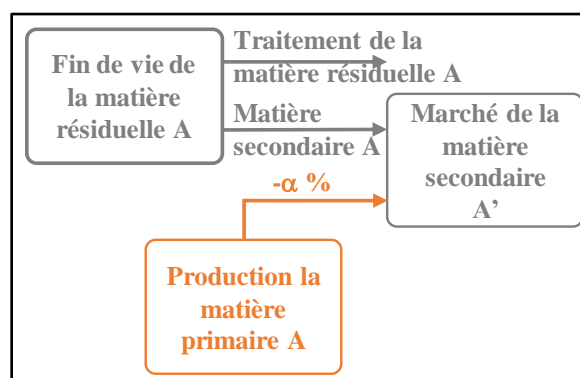 Fin de vie de
la matière
résiduelle A
Traitement de la
matière résiduelle A
Matière
secondaire A
Marché de la
matière
secondaire
A'
-α %
Production la
matière
primaire A